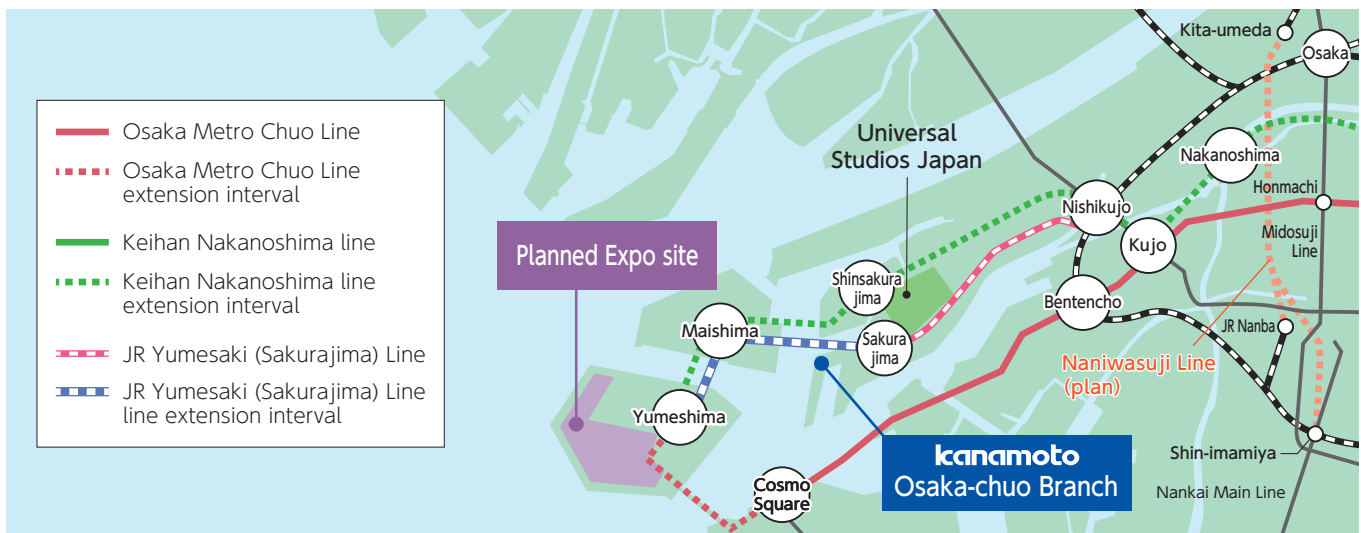 Osaka Metro Chuo Line
Osaka Metro Chuo Line
extension interval
Keihan Nakanoshima line
Keihan Nakanoshima line
extension interval
JR Yumesaki (Sakurajima) Line
JR Yumesaki (Sakurajima) Line
line extension interval
Planned Expo site
Universal
Studios Japan
Kita-umeda
Osaka
Nakanoshima
Honmachi
Nishikujo
Midosuji
Line
Kujo
Shinsakura
jima
Bentencho
Maishima
Sakura
jima
JR Nanba
Naniwasuji Line
(plan)
Yumeshima
kanamoto
Osaka-chuo Branch
Shin-imamiya
Cosmo
Square
Nankai Main Line